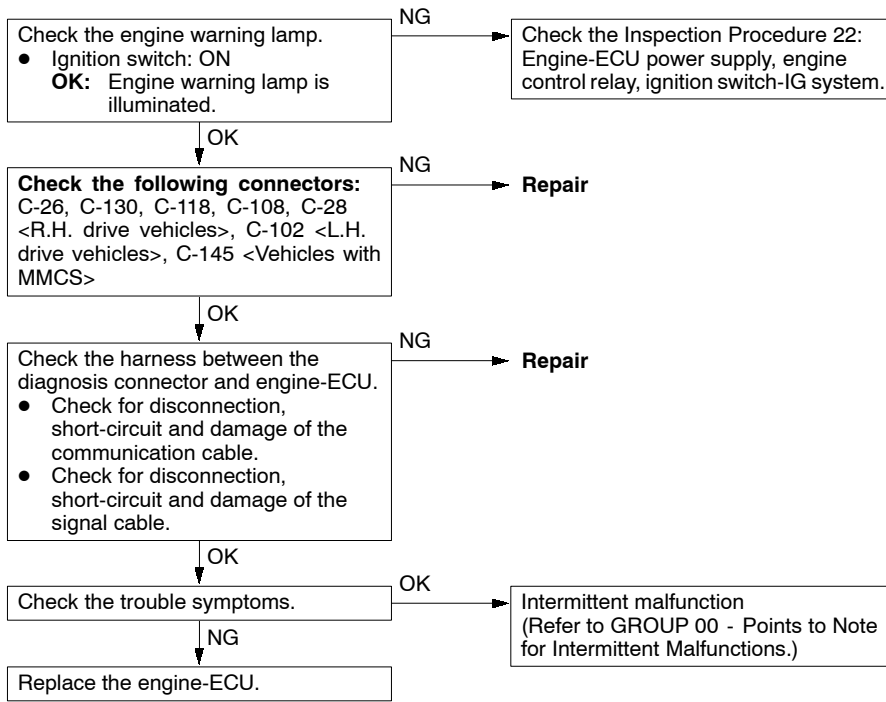 Check the engine warning lamp.
● Ignition switch: ON
OK: Engine warning lamp is
illuminated.
NG
Check the Inspection Procedure 22:
Engine-ECU power supply, engine
control relay, ignition switch-IG system.
OK
Check the following connectors:
C-26, C-130, C-118, C-108, C-28
<R.H. drive vehicles>, C-102 <L.H.
drive vehicles>, C-145 <Vehicles with
MMCS>
NG
Repair
OK
Check the harness between the
diagnosis connector and engine-ECU.
● Check for disconnection,
short-circuit and damage of the
communication cable.
● Check for disconnection,
short-circuit and damage of the
signal cable.
NG
Repair
OK
Check the trouble symptoms.
OK
Intermittent malfunction
(Refer to GROUP 00 - Points to Note
for Intermittent Malfunctions.)
NG
Replace the engine-ECU.